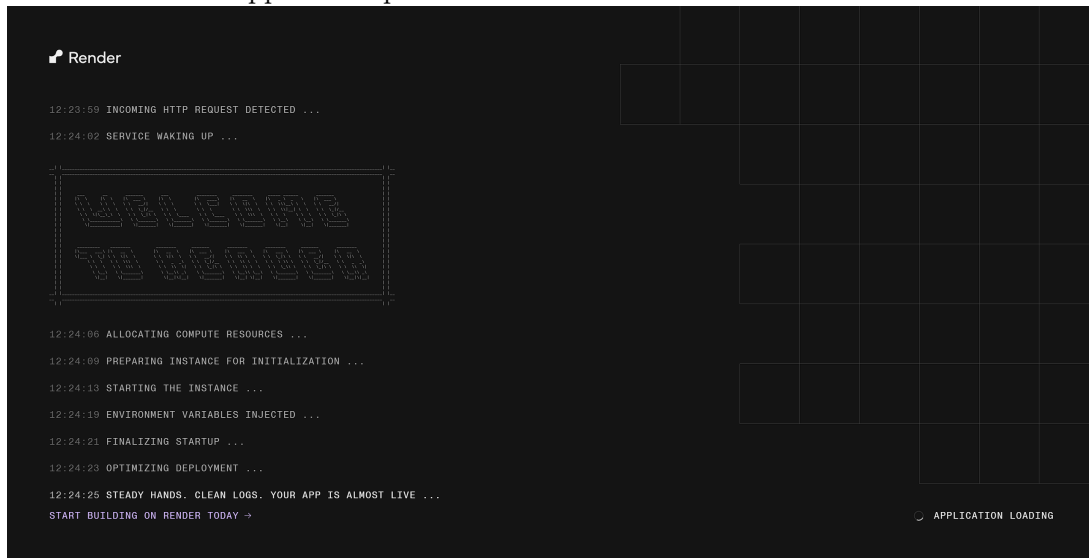 Render
12:23:59 INCOMING HTTP REQUEST DETECTED ...
12:24:02 SERVICE WAKING UP ...
WELCOME
TO RENDER
12:24:06 ALLOCATING COMPUTE RESOURCES ...
12:24:09 PREPARING INSTANCE FOR INITIALIZATION ...
12:24:13 STARTING THE INSTANCE ...
12:24:19 ENVIRONMENT VARIABLES INJECTED ...
12:24:21 FINALIZING STARTUP ...
12:24:23 OPTIMIZING DEPLOYMENT ...
12:24:25 STEADY HANDS. CLEAN LOGS. YOUR APP IS ALMOST LIVE ...
START BUILDING ON RENDER TODAY →
APPLICATION LOADING